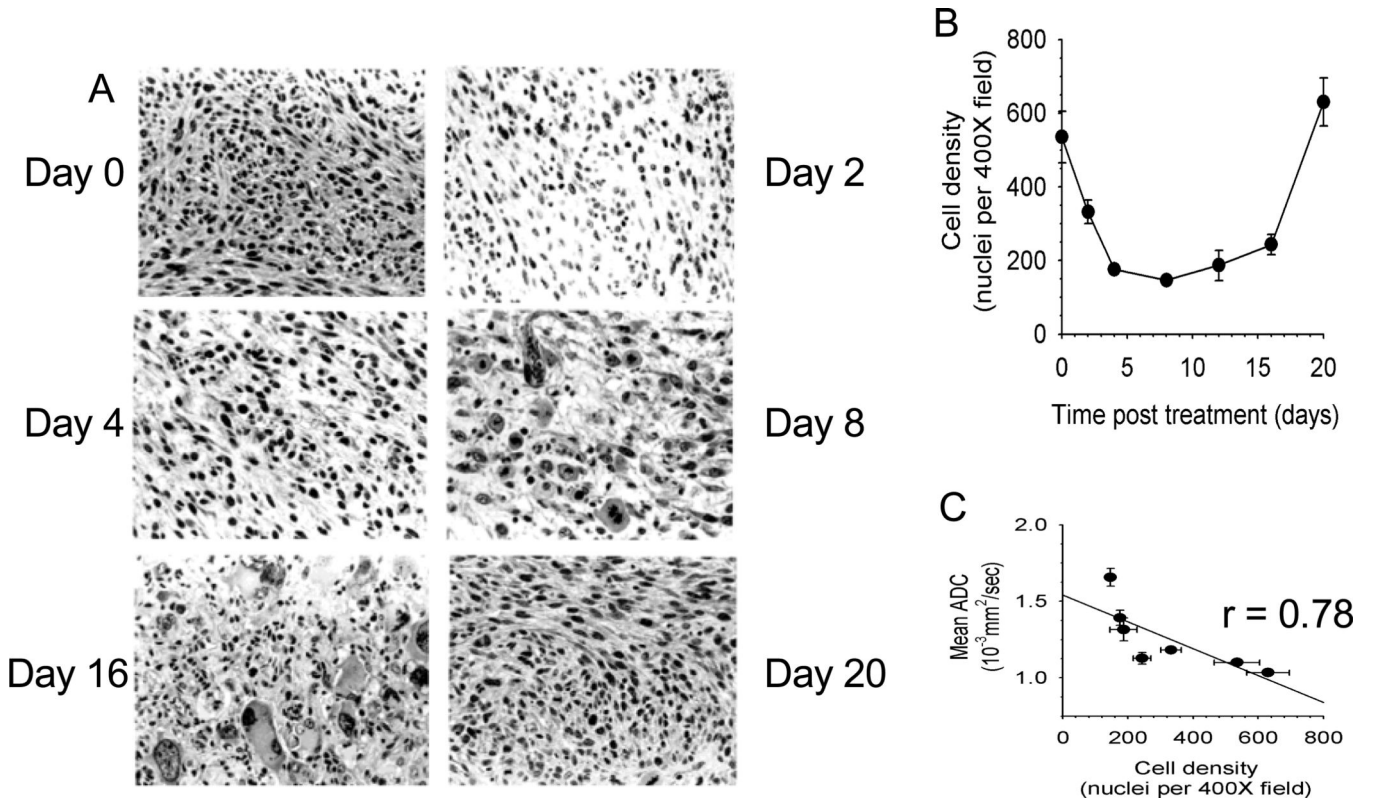 A
Day 0
Day 2
Day 4
Day 8
Day 16
Day 20
B
Cell density
(nuclei per 400X field)
800
600
400
200
0
0 5 10 15 20
Time post treatment (days)
C
Mean ADC
(10⁻³mm²/sec)
2.0
1.5
1.0
r = 0.78
0 200 400 600 800
Cell density
(nuclei per 400X field)